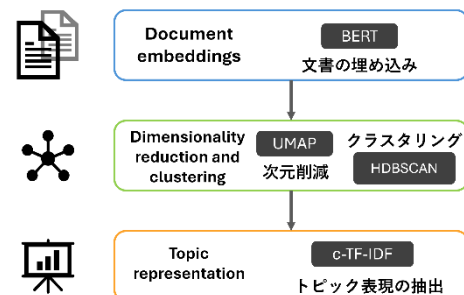 Document
embeddings
BERT
文書の埋め込み
Dimensionality
reduction and
clustering
UMAP
次元削減
クラスタリング
HDBSCAN
Topic
representation
c-TF-IDF
トピック表現の抽出